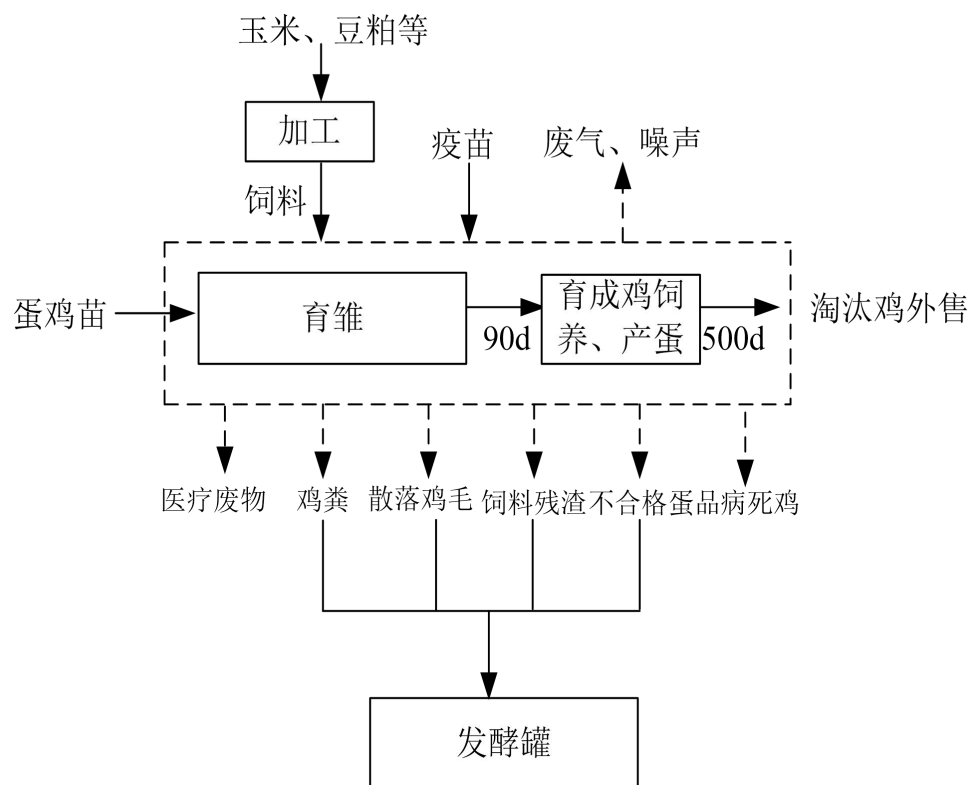 玉米、豆粕等
加工
疫苗
废气、噪声
饲料
蛋鸡苗
育雏
90d
育成鸡饲
养、产蛋
500d
淘汰鸡外售
医疗废物
鸡粪
散落鸡毛
饲料残渣
不合格蛋品
病死鸡
发酵罐